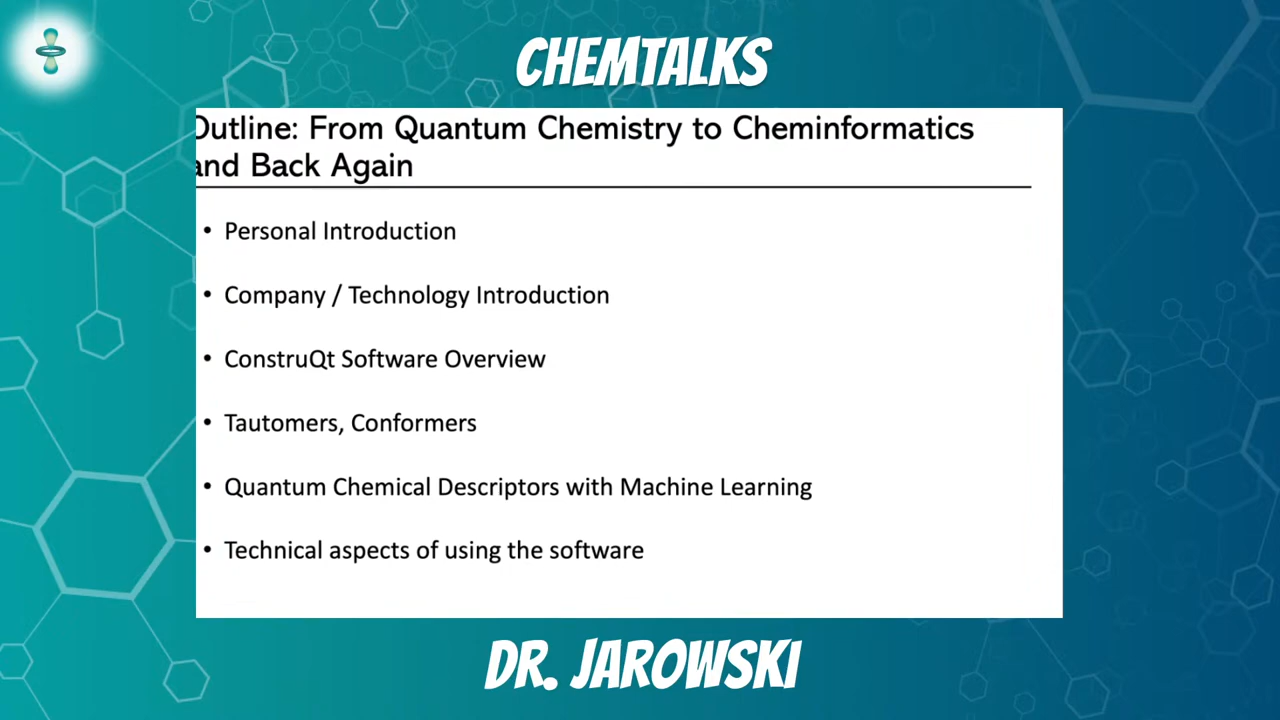 CHEMTALKS
Outline: From Quantum Chemistry to Cheminformatics
and Back Again
• Personal Introduction
• Company / Technology Introduction
• ConstruQt Software Overview
• Tautomers, Conformers
• Quantum Chemical Descriptors with Machine Learning
• Technical aspects of using the software
DR. JAROWSKI